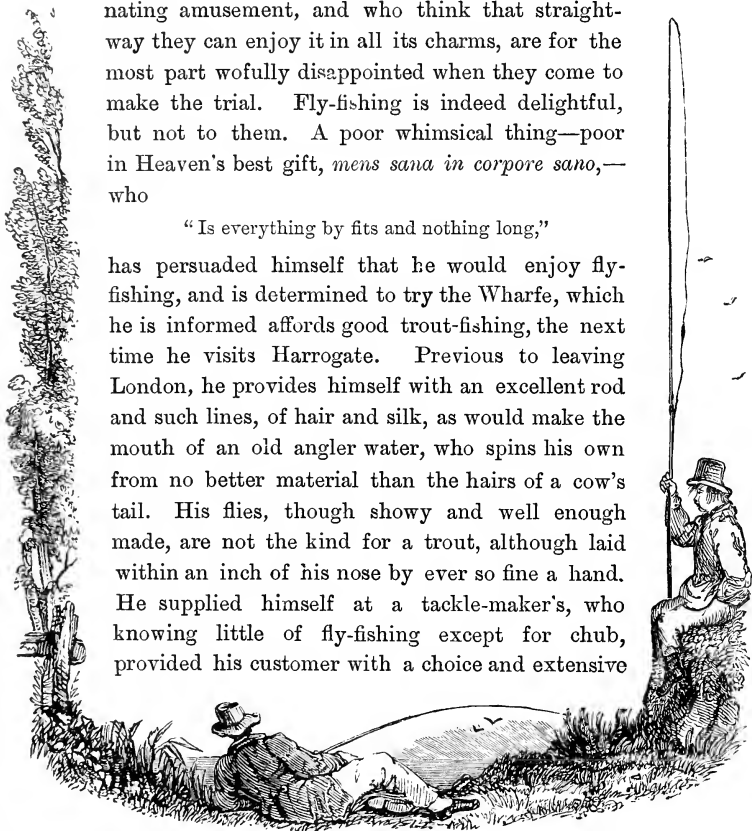 nating amusement, and who think that straight-
way they can enjoy it in all its charms, are for the
most part wofully disappointed when they come to
make the trial. Fly-fishing is indeed delightful,
but not to them. A poor whimsical thing—poor
in Heaven's best gift, mens sana in corpore sano,—
who
“Is everything by fits and nothing long,”
has persuaded himself that he would enjoy fly-
fishing, and is determined to try the Wharfe, which
he is informed affords good trout-fishing, the next
time he visits Harrogate. Previous to leaving
London, he provides himself with an excellent rod
and such lines, of hair and silk, as would make the
mouth of an old angler water, who spins his own
from no better material than the hairs of a cow's
tail. His flies, though showy and well enough
made, are not the kind for a trout, although laid
within an inch of his nose by ever so fine a hand.
He supplied himself at a tackle-maker's, who
knowing little of fly-fishing except for chub,
provided his customer with a choice and extensive